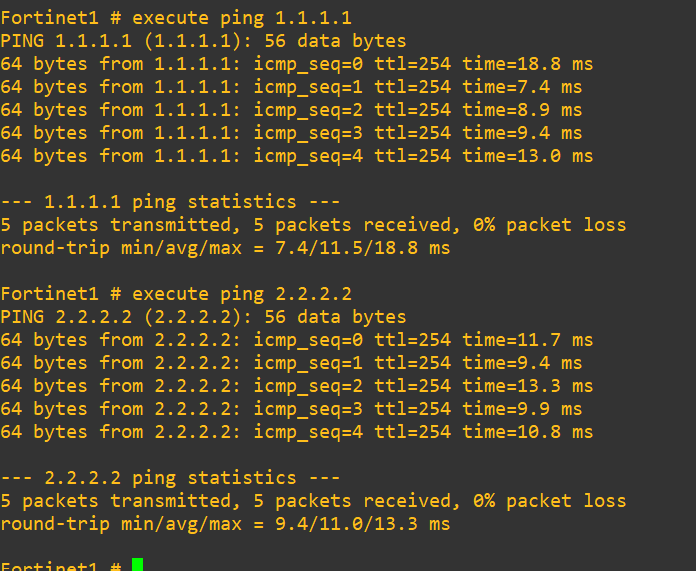 Fortinet1 # execute ping 1.1.1.1
PING 1.1.1.1 (1.1.1.1): 56 data bytes
64 bytes from 1.1.1.1: icmp_seq=0 ttl=254 time=18.8 ms
64 bytes from 1.1.1.1: icmp_seq=1 ttl=254 time=7.4 ms
64 bytes from 1.1.1.1: icmp_seq=2 ttl=254 time=8.9 ms
64 bytes from 1.1.1.1: icmp_seq=3 ttl=254 time=9.4 ms
64 bytes from 1.1.1.1: icmp_seq=4 ttl=254 time=13.0 ms
--- 1.1.1.1 ping statistics ---
5 packets transmitted, 5 packets received, 0% packet loss
round-trip min/avg/max = 7.4/11.5/18.8 ms
Fortinet1 # execute ping 2.2.2.2
PING 2.2.2.2 (2.2.2.2): 56 data bytes
64 bytes from 2.2.2.2: icmp_seq=0 ttl=254 time=11.7 ms
64 bytes from 2.2.2.2: icmp_seq=1 ttl=254 time=9.4 ms
64 bytes from 2.2.2.2: icmp_seq=2 ttl=254 time=13.3 ms
64 bytes from 2.2.2.2: icmp_seq=3 ttl=254 time=9.9 ms
64 bytes from 2.2.2.2: icmp_seq=4 ttl=254 time=10.8 ms
--- 2.2.2.2 ping statistics ---
5 packets transmitted, 5 packets received, 0% packet loss
round-trip min/avg/max = 9.4/11.0/13.3 ms
Fortinet1 #